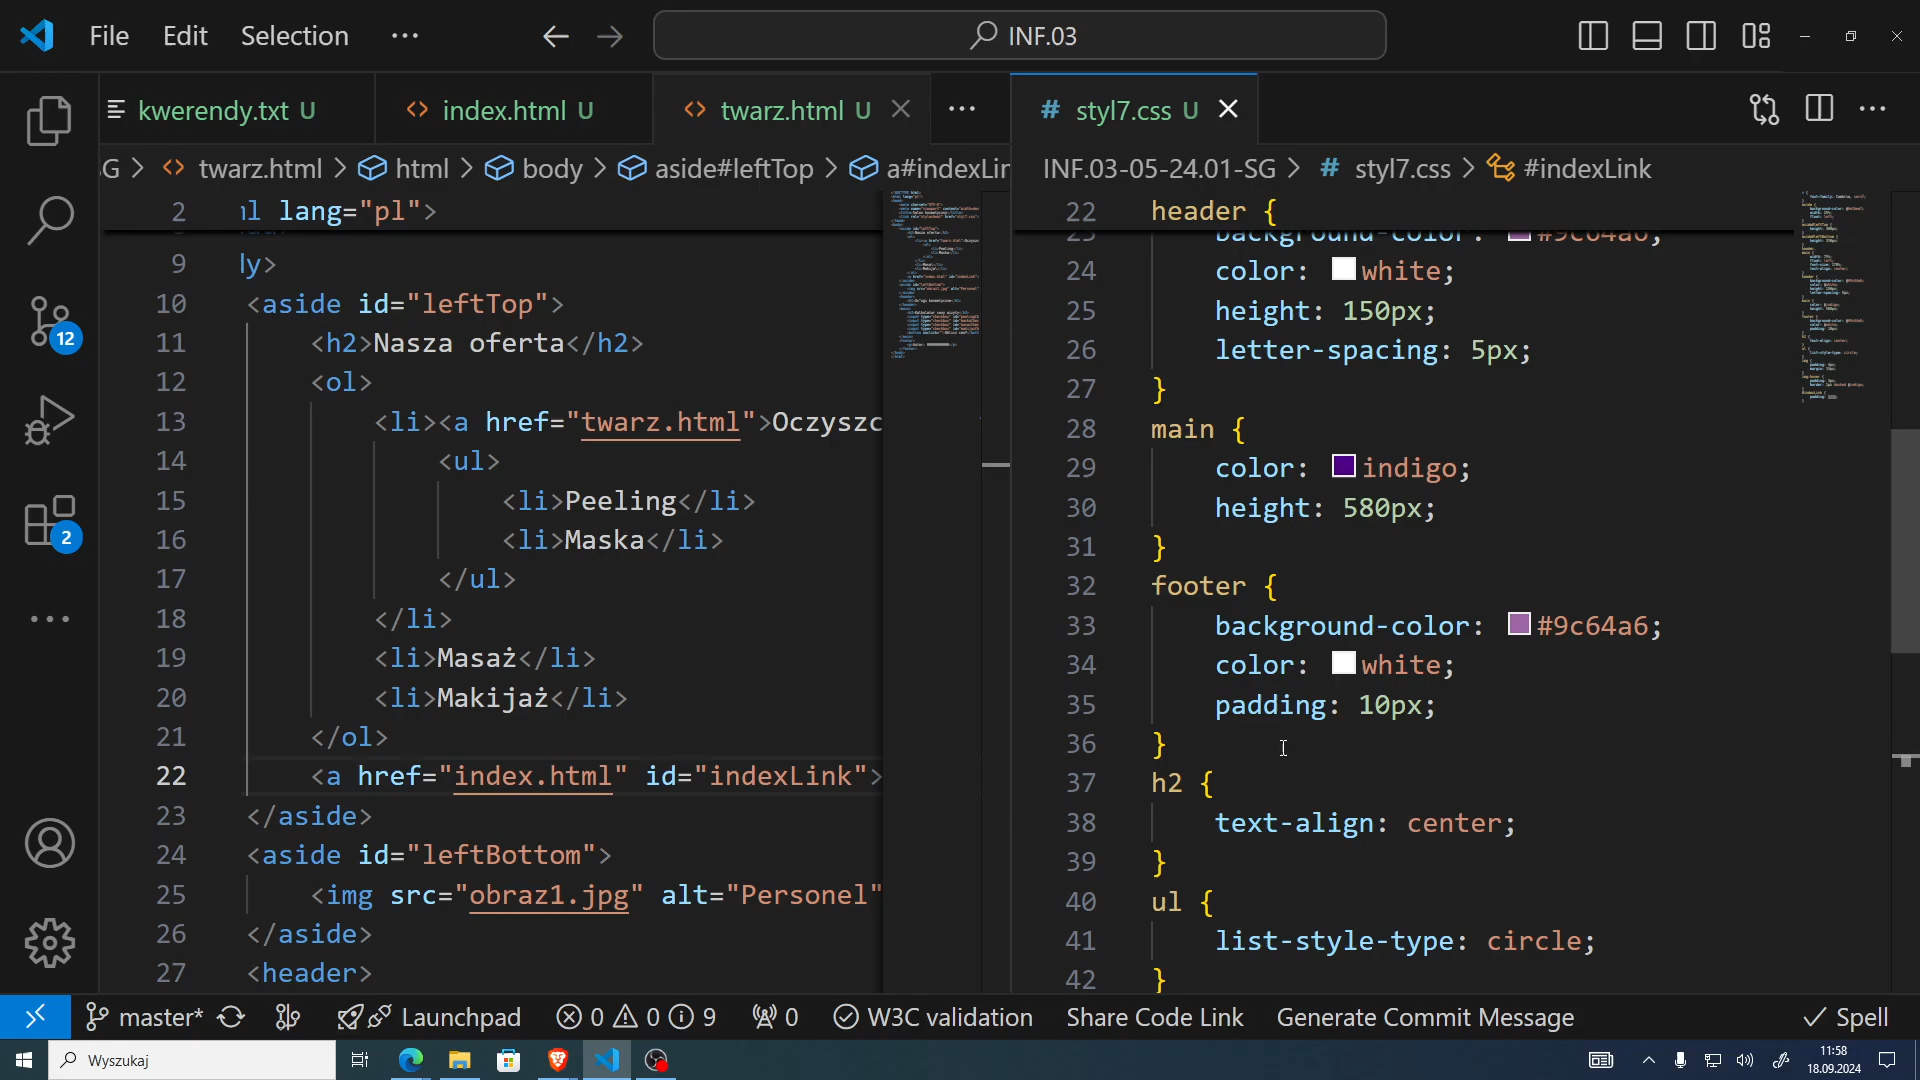 File Edit Selection ··· INF.03
kwerendy.txt U index.html U twarz.html U ··· # styl7.css U
G > twarz.html > html > body > aside#leftTop > a#indexLin
INF.03-05-24.01-SG > # styl7.css > #indexLink
2 lang="pl">
9 ly>
10 <aside id="leftTop">
11 <h2>Nasza oferta</h2>
12 <ol>
13 <li><a href="twarz.html">Oczyszc
14 <ul>
15 <li>Peeling</li>
16 <li>Maska</li>
17 </ul>
18 </li>
19 <li>Masaż</li>
20 <li>Makijaż</li>
21 </ol>
22 <a href="index.html" id="indexLink">
23 </aside>
24 <aside id="leftBottom">
25 <img src="obraz1.jpg" alt="Personel"
26 </aside>
27 <header>
22 header {
23 background-color: #9c64a6;
24 color: white;
25 height: 150px;
26 letter-spacing: 5px;
27 }
28 main {
29 color: indigo;
30 height: 580px;
31 }
32 footer {
33 background-color: #9c64a6;
34 color: white;
35 padding: 10px;
36 }
37 h2 {
38 text-align: center;
39 }
40 ul {
41 list-style-type: circle;
42 }
12
2
master* Launchpad 0 0 9 0 W3C validation Share Code Link Generate Commit Message Spell
Wyszukaj
11:58
18.09.2024